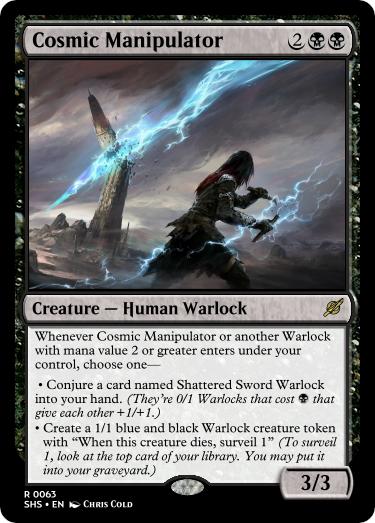 Cosmic Manipulator 2
Creature — Human Warlock
Whenever Cosmic Manipulator or another Warlock
with mana value 2 or greater enters under your
control, choose one—
• Conjure a card named Shattered Sword Warlock
into your hand. (They're 0/1 Warlocks that cost that
give each other +1/+1.)
• Create a 1/1 blue and black Warlock creature token
with “When this creature dies, surveil 1” (To surveil
1, look at the top card of your library. You may put it
into your graveyard.)
3/3
R 0063
SHS • EN Chris Cold